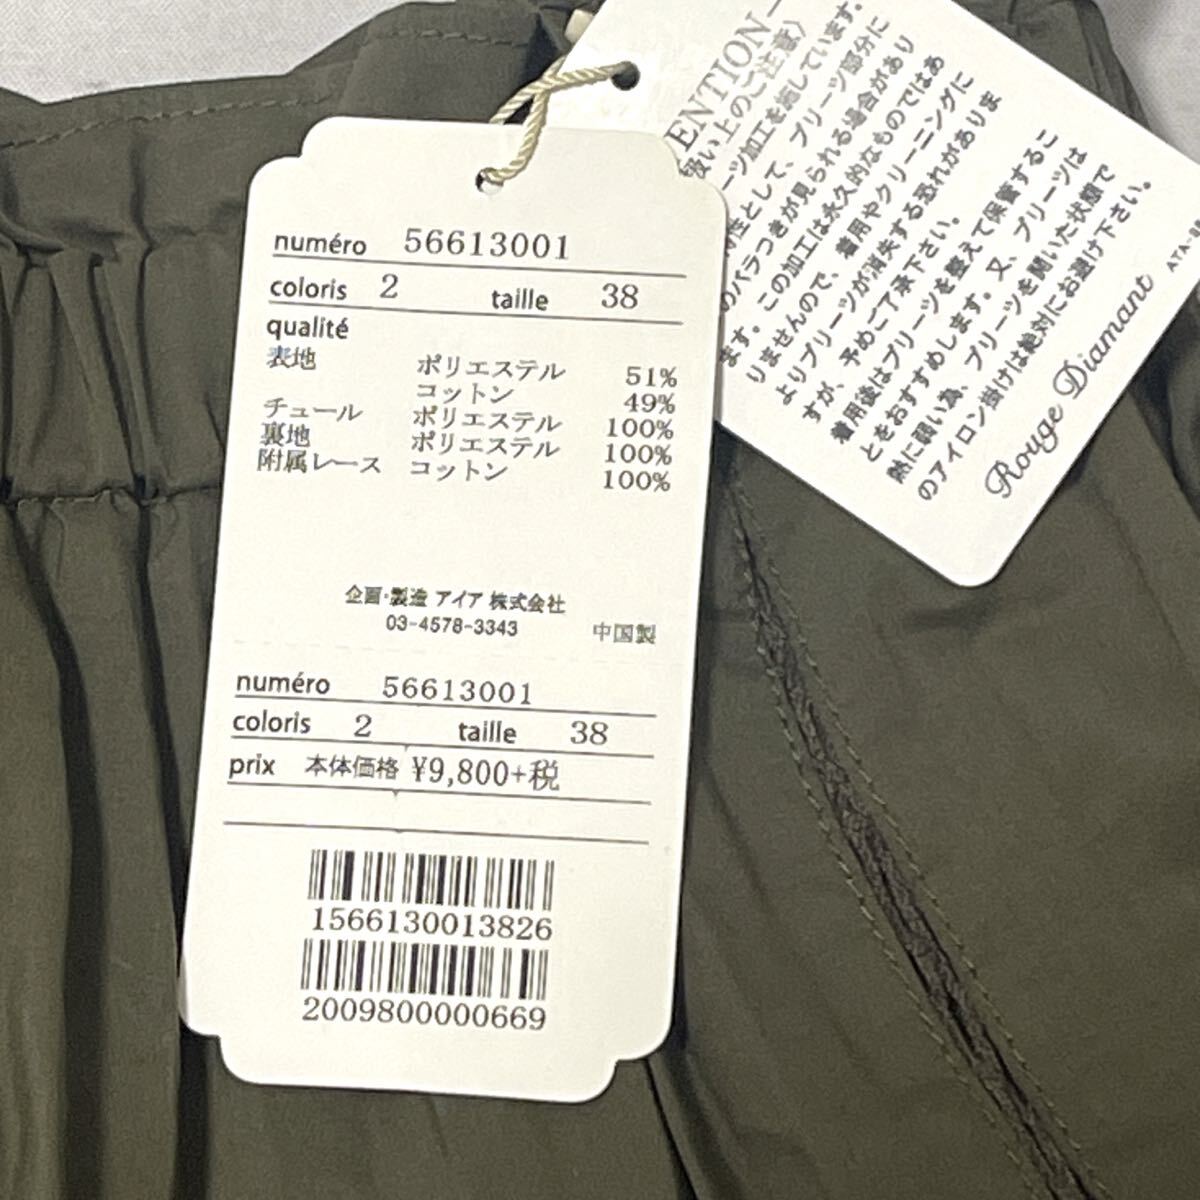 numéro 56613001
coloris 2 taille 38
qualité
表地 ポリエステル 51%
コットン 49%
チュール ポリエステル 100%
裏地 ポリエステル 100%
附属レース コットン 100%
企画・製造 アイア 株式会社
03-4578-3343 中国製
numéro 56613001
coloris 2 taille 38
prix 本体価格 ¥9,800+税
1566130013826
2009800000669
ENTION
扱い上のご注意〉
ーツ加工を施しています。
性として、プリーツ部分に
のバラつきが見られる場合があり
ます。この加工は永久的なものではあ
りませんので、着用やクリーニングに
よりプリーツが消失する恐れがありま
すが、予めご了承下さい。
着用後はプリーツを整えて保管するこ
とをおすすめします。又、プリーツは
熱に弱い為、プリーツを開いた状態で
のアイロン掛けは絶対にお避け下さい。
Rouge Diamant
ATA-